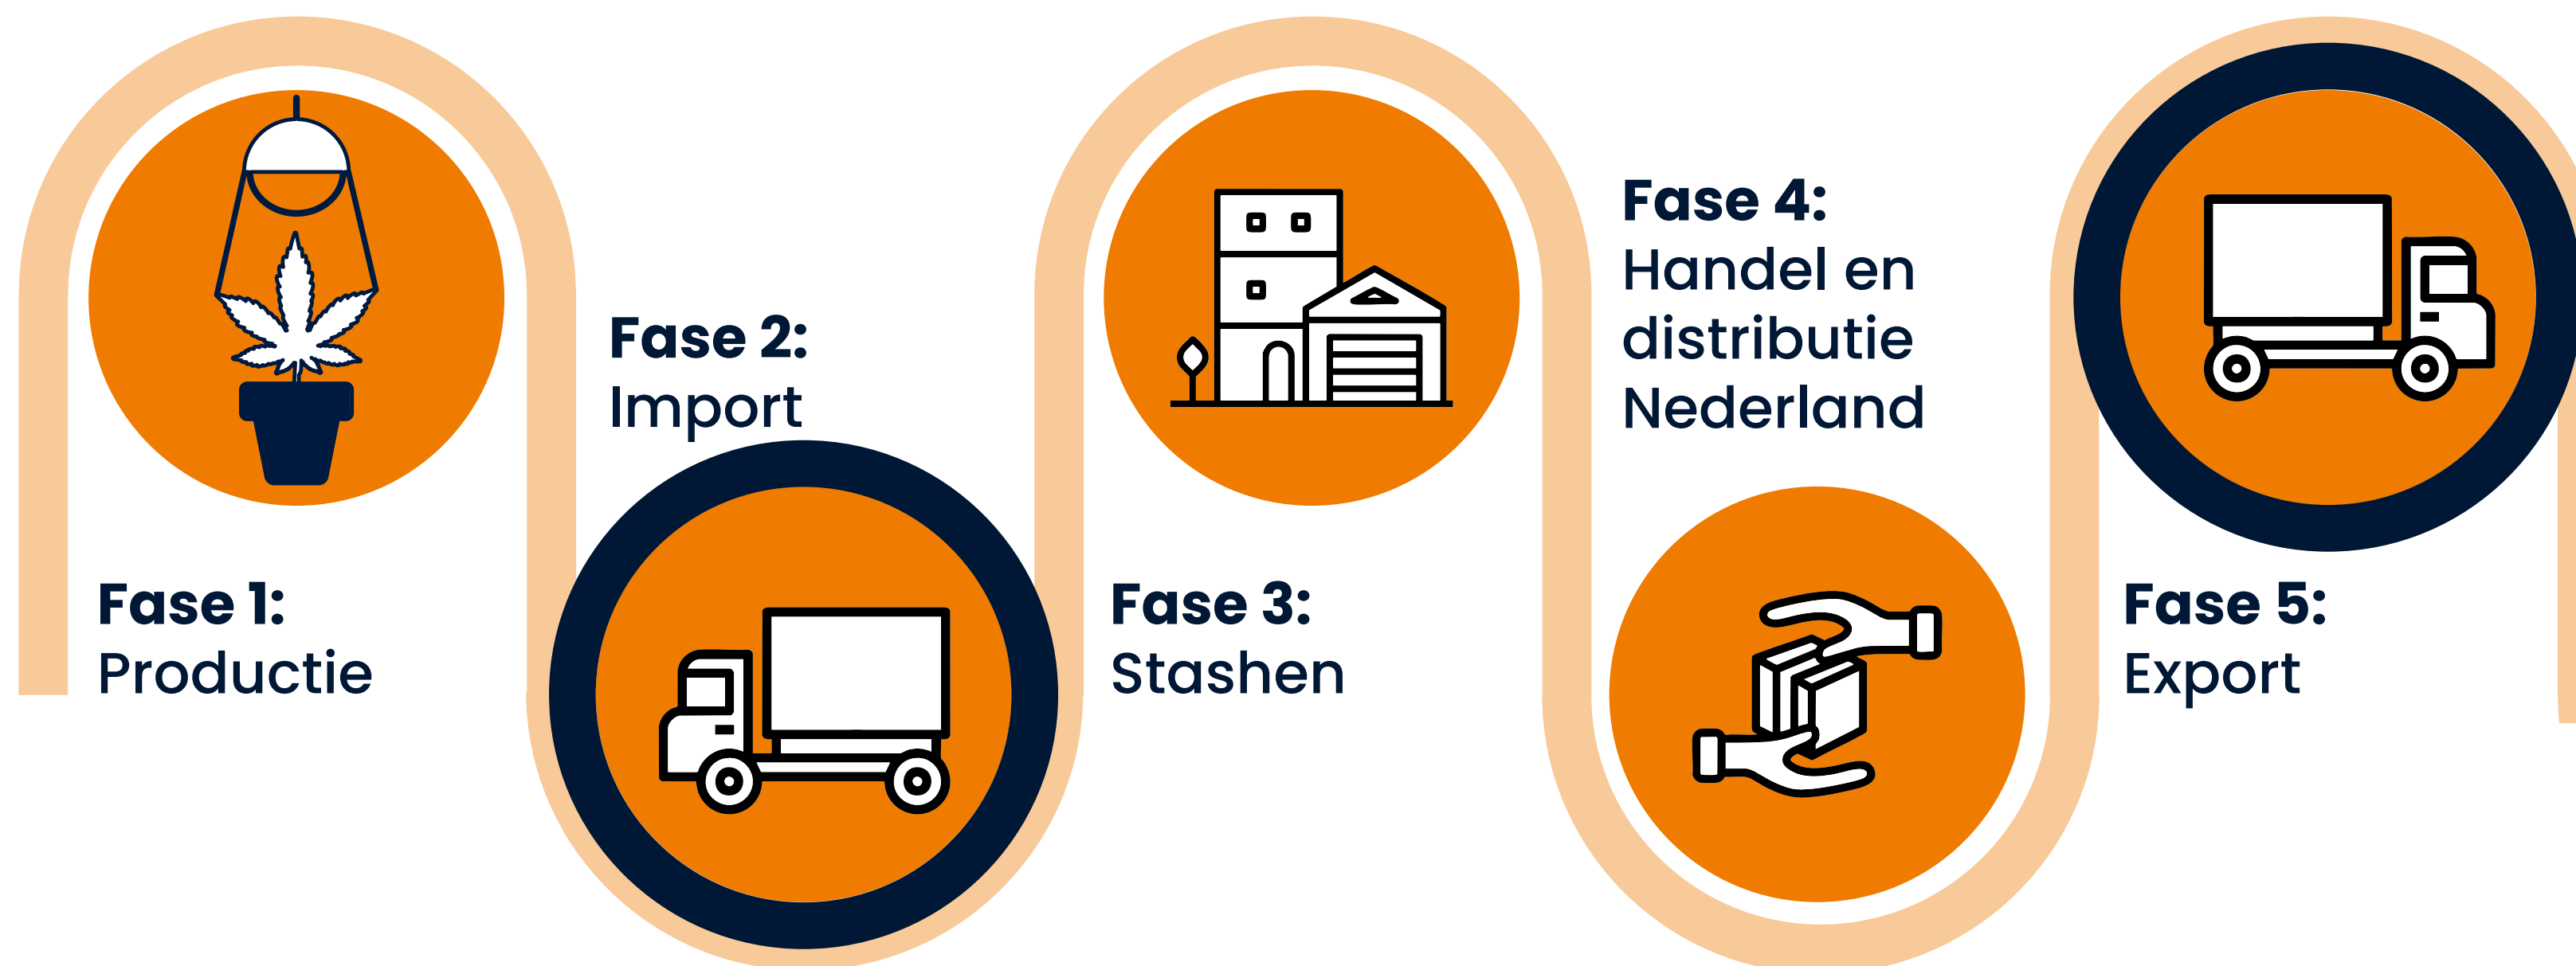 Fase 1:
Productie
Fase 2:
Import
Fase 3:
Stashen
Fase 4:
Handel en
distributie
Nederland
Fase 5:
Export